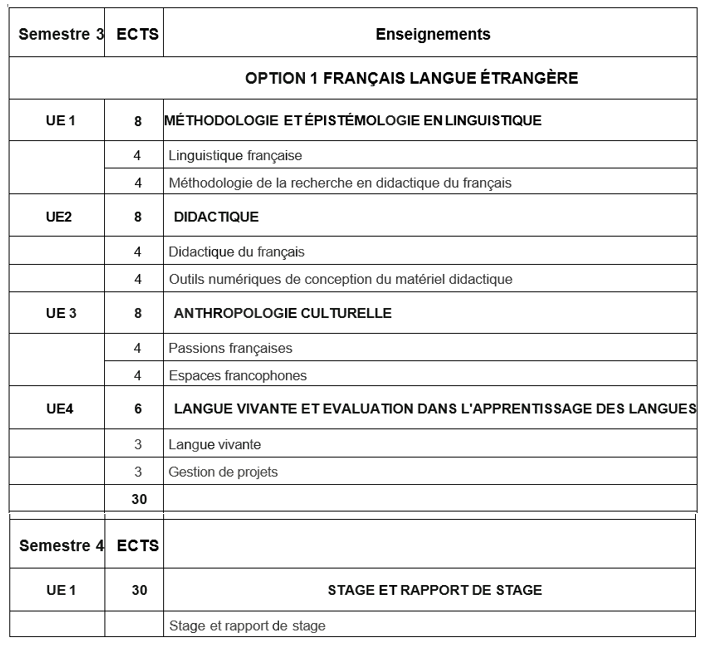 Semestre 3 ECTS Enseignements
OPTION 1 FRANÇAIS LANGUE ÉTRANGÈRE
UE 1 8 MÉTHODOLOGIE ET ÉPISTÉMOLOGIE EN LINGUISTIQUE
4 Linguistique française
4 Méthodologie de la recherche en didactique du français
UE2 8 DIDACTIQUE
4 Didactique du français
4 Outils numériques de conception du matériel didactique
UE 3 8 ANTHROPOLOGIE CULTURELLE
4 Passions françaises
4 Espaces francophones
UE4 6 LANGUE VIVANTE ET EVALUATION DANS L'APPRENTISSAGE DES LANGUES
3 Langue vivante
3 Gestion de projets
30
Semestre 4 ECTS
UE 1 30 STAGE ET RAPPORT DE STAGE
Stage et rapport de stage